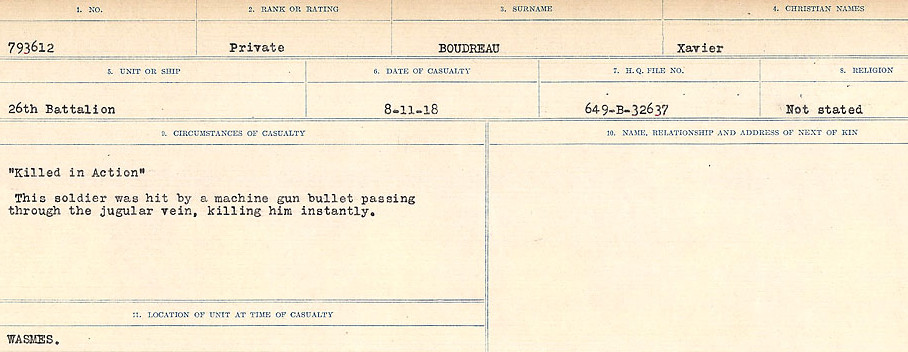 1. NO. 2. RANK OR RATING 3. SURNAME 4. CHRISTIAN NAMES
793612 Private BOUDREAU Xavier
5. UNIT OR SHIP 6. DATE OF CASUALTY 7. H.Q. FILE NO. 8. RELIGION
26th Battalion 8-11-18 649-B-32637 Not stated
9. CIRCUMSTANCES OF CASUALTY 10. NAME, RELATIONSHIP AND ADDRESS OF NEXT OF KIN
"Killed in Action"
This soldier was hit by a machine gun bullet passing
through the jugular vein, killing him instantly.
11. LOCATION OF UNIT AT TIME OF CASUALTY
WASMES.